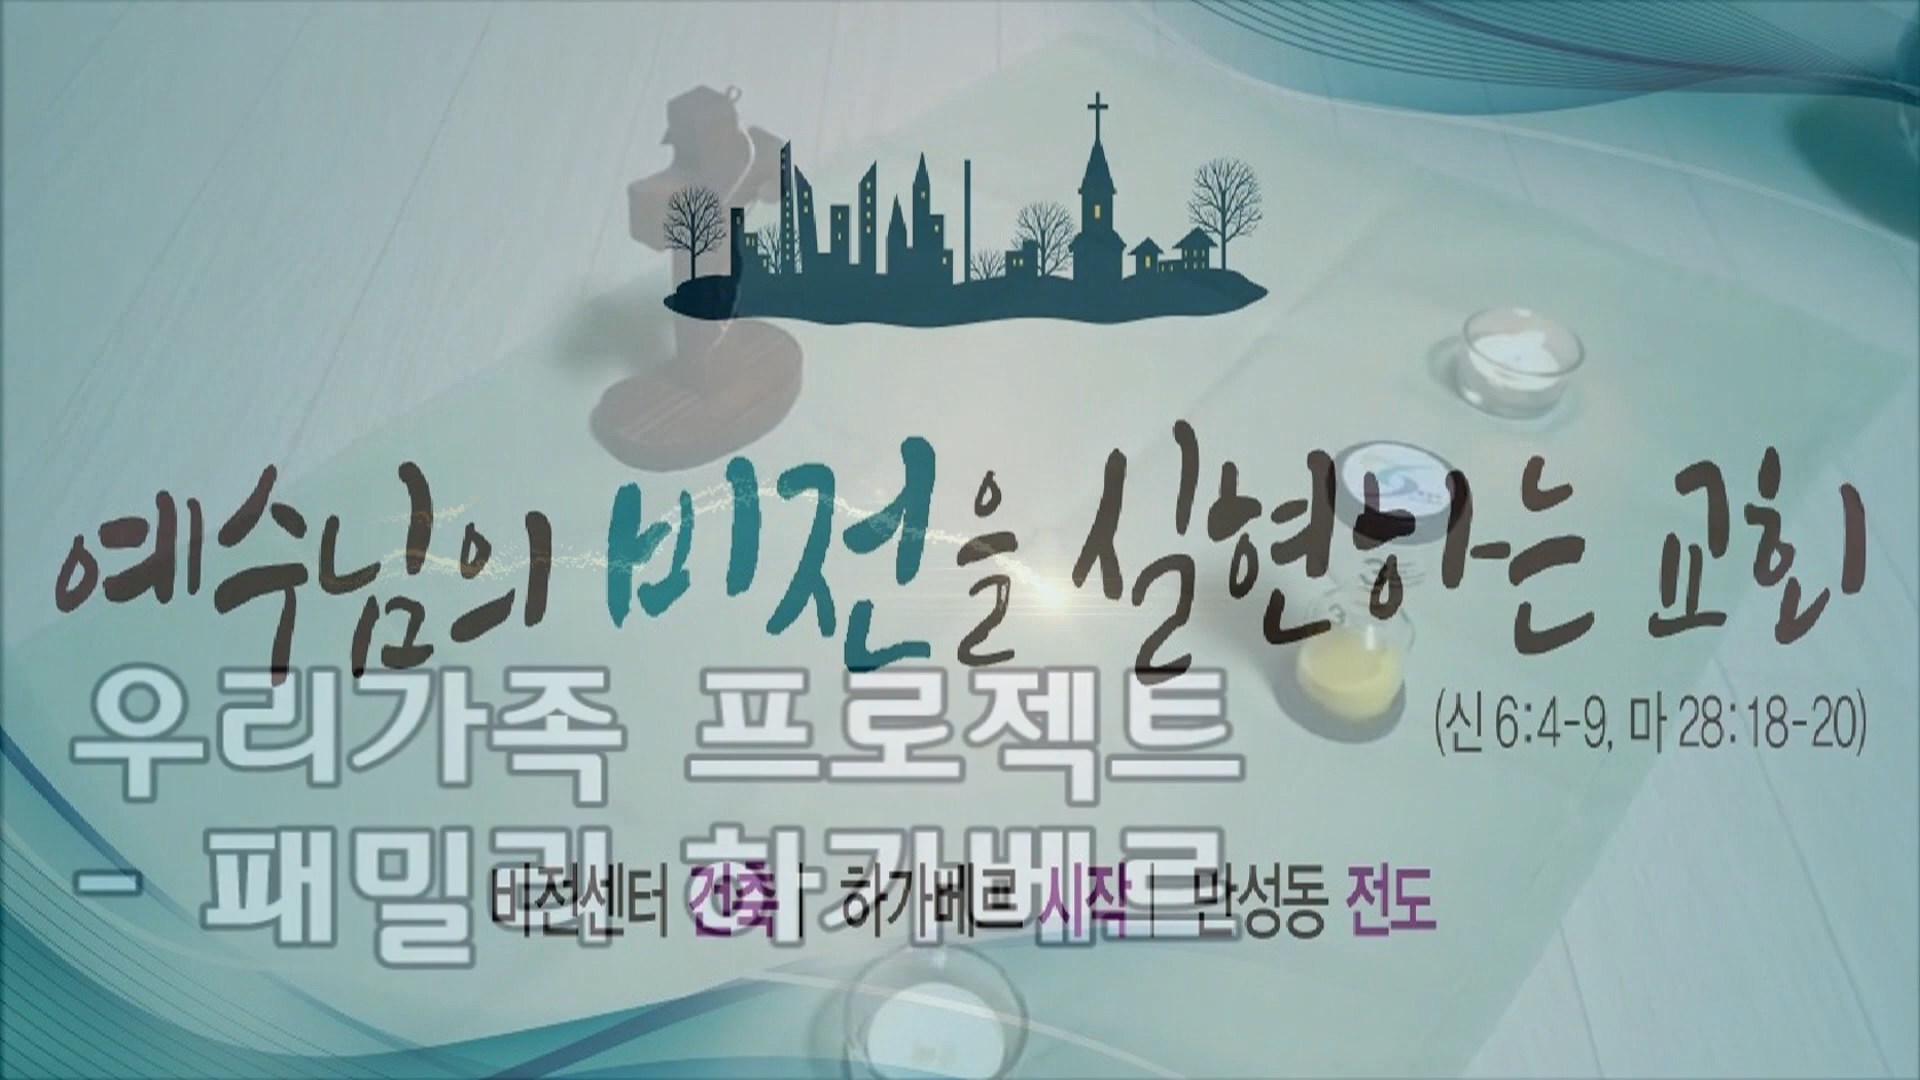 예수님의 비전을 실현하는 교회
(신 6:4-9, 마 28:18-20)
우리가족 프로젝트
- 패밀리 하가베르
비전센터 건축 | 하가베르 시작 | 만성동 전도